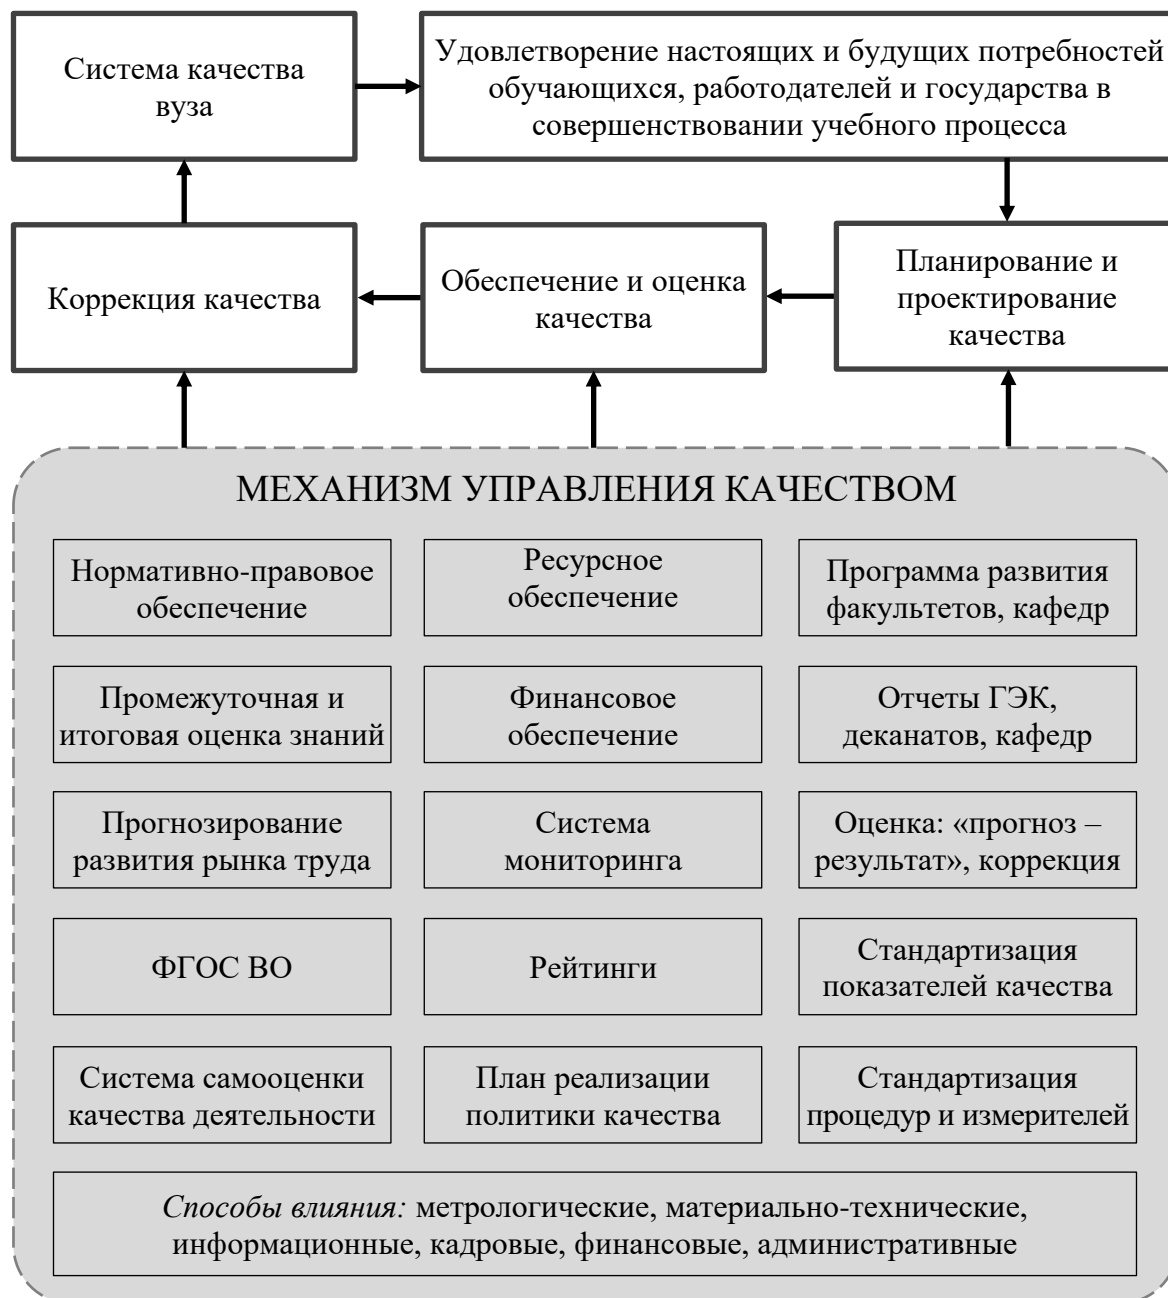 Система качества
вуза
Удовлетворение настоящих и будущих потребностей
обучающихся, работодателей и государства в
совершенствовании учебного процесса
Коррекция качества
Обеспечение и оценка
качества
Планирование и
проектирование
качества
МЕХАНИЗМ УПРАВЛЕНИЯ КАЧЕСТВОМ
Нормативно-правовое
обеспечение
Ресурсное
обеспечение
Программа развития
факультетов, кафедр
Промежуточная и
итоговая оценка знаний
Финансовое
обеспечение
Отчеты ГЭК,
деканатов, кафедр
Прогнозирование
развития рынка труда
Система
мониторинга
Оценка: «прогноз –
результат», коррекция
ФГОС ВО
Рейтинги
Стандартизация
показателей качества
Система самооценки
качества деятельности
План реализации
политики качества
Стандартизация
процедур и измерителей
Способы влияния: метрологические, материально-технические,
информационные, кадровые, финансовые, административные